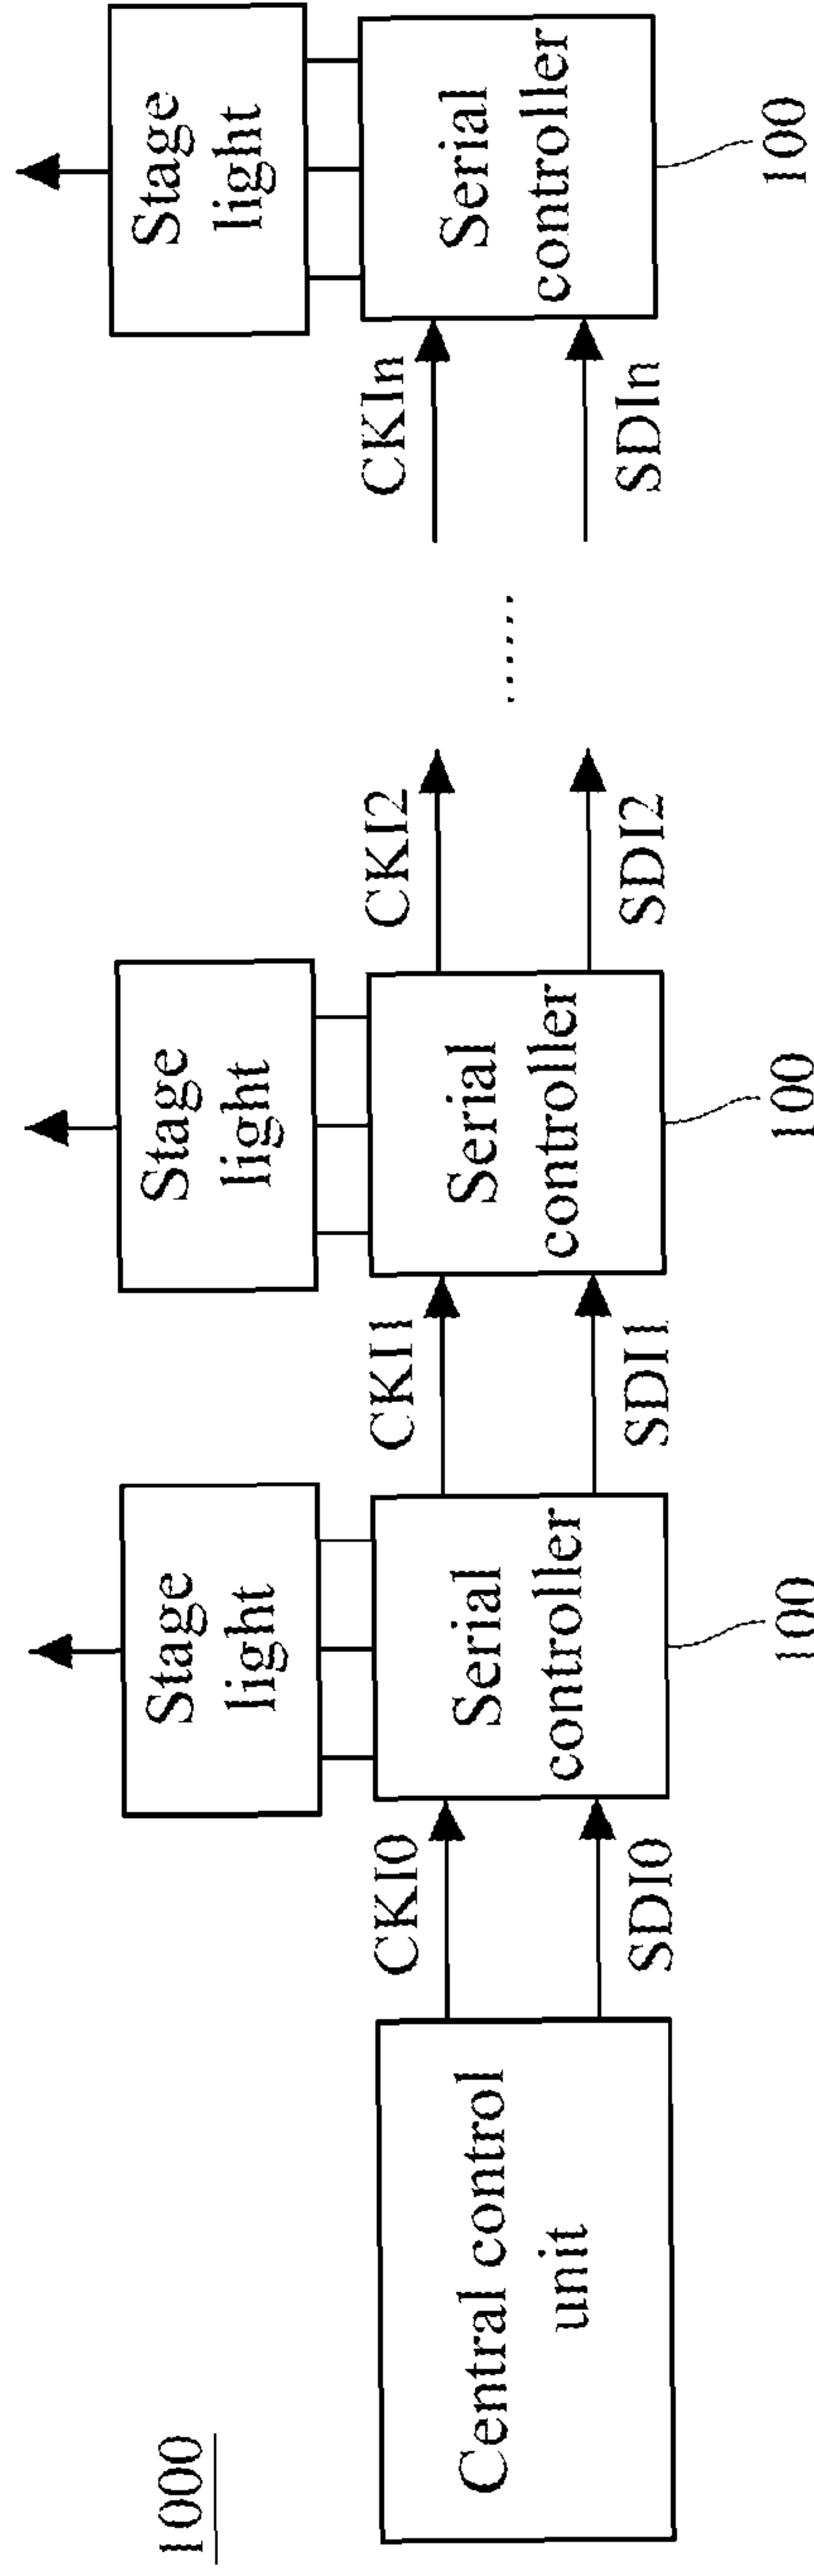 1000
Stage
light
Stage
light
Stage
light
CKI0
CKI1
CKI2
CKIn
Central control
unit
Serial
controller
Serial
controller
......
Serial
controller
SDI0
SDI1
SDI2
SDIn
100
100
100